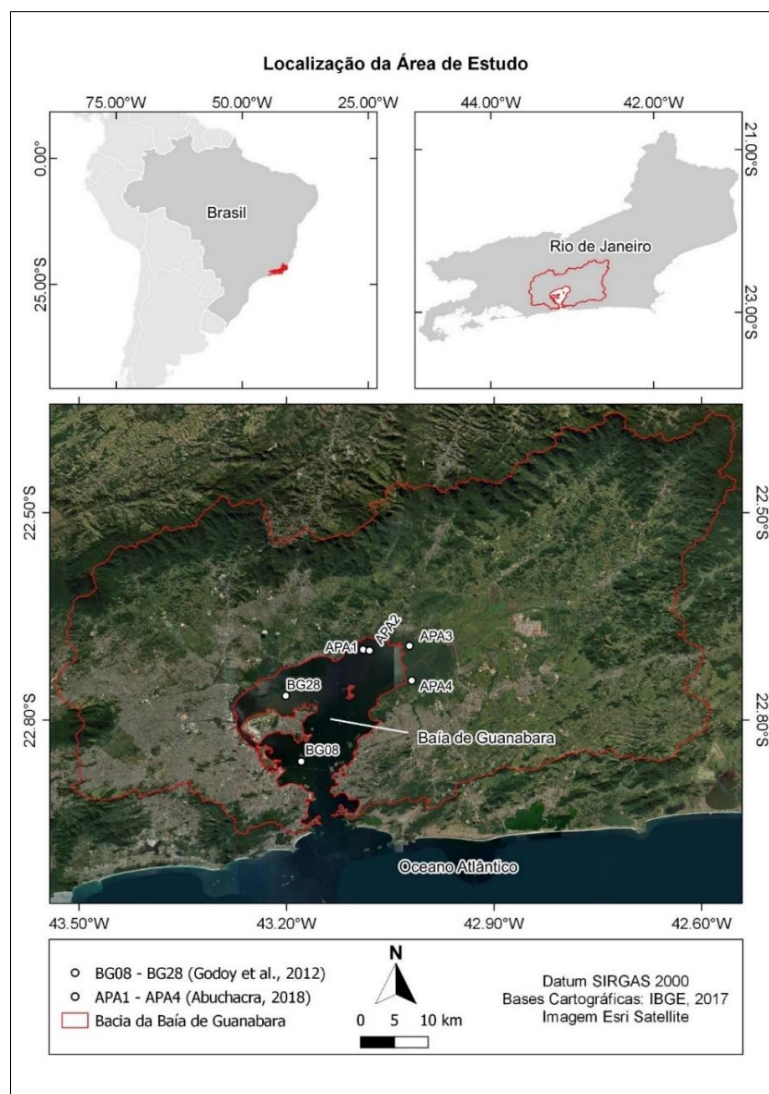 Localização da Área de Estudo
75.00°W 50.00°W 25.00°W
44.00°W 42.00°W
0.00°
25.00°S
Brasil
21.00°S
23.00°S
Rio de Janeiro
22.50°S
22.80°S
22.50°S
22.80°S
APA1
APA2
APA3
APA4
BG28
Baía de Guanabara
BG08
Oceano Atlântico
43.50°W 43.20°W 42.90°W 42.60°W
BG08 - BG28 (Godoy et al., 2012)
APA1 - APA4 (Abuchacra, 2018)
Bacia da Baía de Guanabara
N
0 5 10 km
Datum SIRGAS 2000
Bases Cartográficas: IBGE, 2017
Imagem Esri Satellite